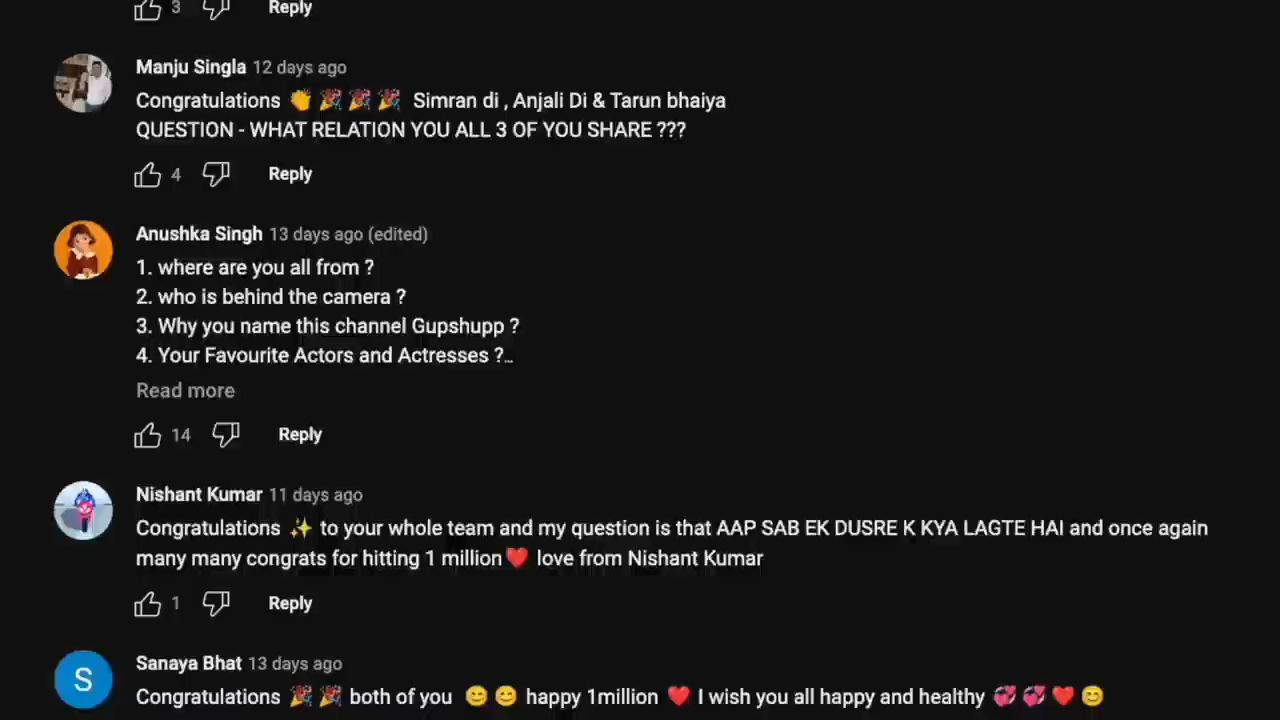 3 Reply
Manju Singla 12 days ago
Congratulations 👏 🎉 🎉 🎉 Simran di , Anjali Di & Tarun bhaiya
QUESTION - WHAT RELATION YOU ALL 3 OF YOU SHARE ???
4 Reply
Anushka Singh 13 days ago (edited)
1. where are you all from ?
2. who is behind the camera ?
3. Why you name this channel Gupshupp ?
4. Your Favourite Actors and Actresses ?...
Read more
14 Reply
Nishant Kumar 11 days ago
Congratulations ✨ to your whole team and my question is that AAP SAB EK DUSRE K KYA LAGTE HAI and once again
many many congrats for hitting 1 million❤️ love from Nishant Kumar
1 Reply
S
Sanaya Bhat 13 days ago
Congratulations 🎉 🎉 both of you 😊 😊 happy 1million ❤️ I wish you all happy and healthy 💞 💞 ❤️ 😊